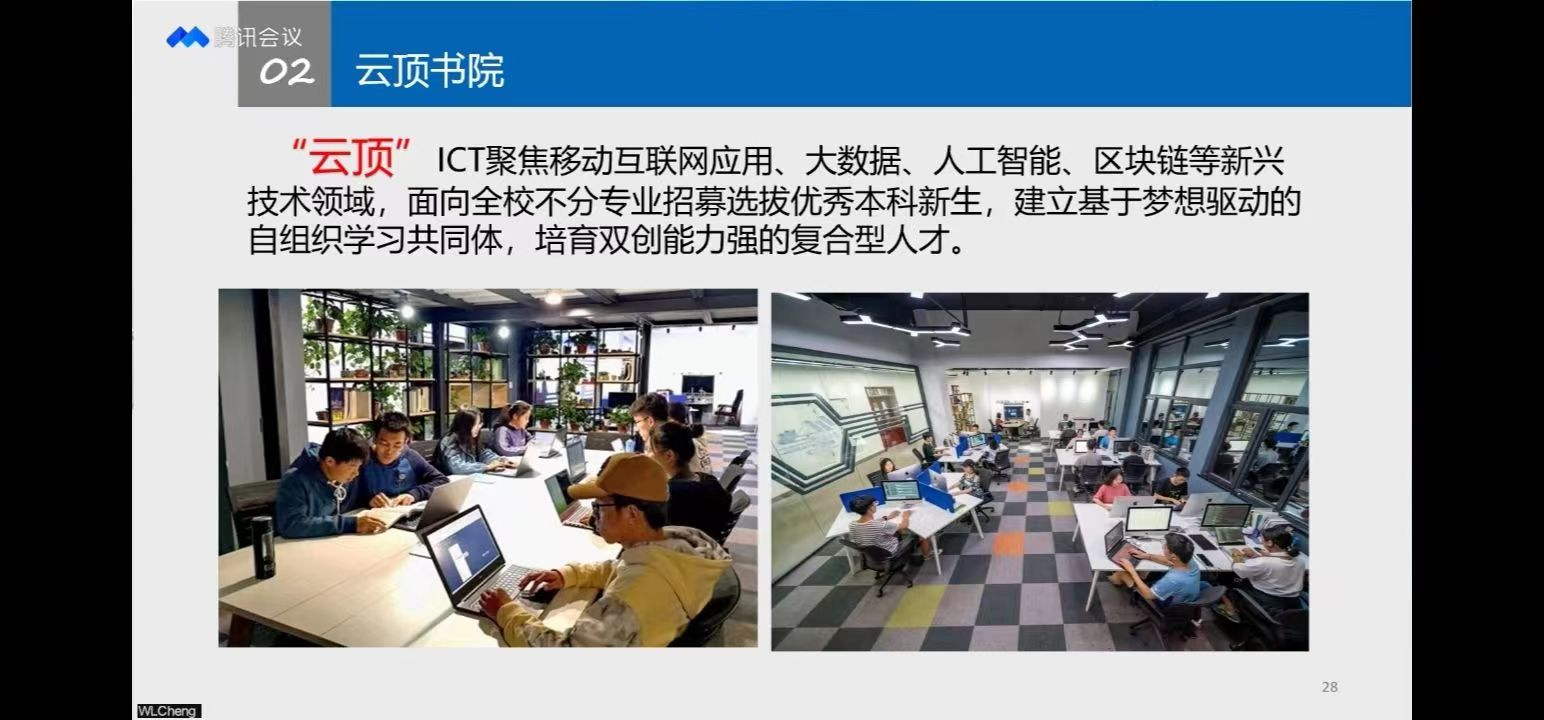 腾讯会议
02
云顶书院
“云顶” ICT聚焦移动互联网应用、大数据、人工智能、区块链等新兴
技术领域，面向全校不分专业招募选拔优秀本科新生，建立基于梦想驱动的
自组织学习共同体，培育双创能力强的复合型人才。
28
WLCheng